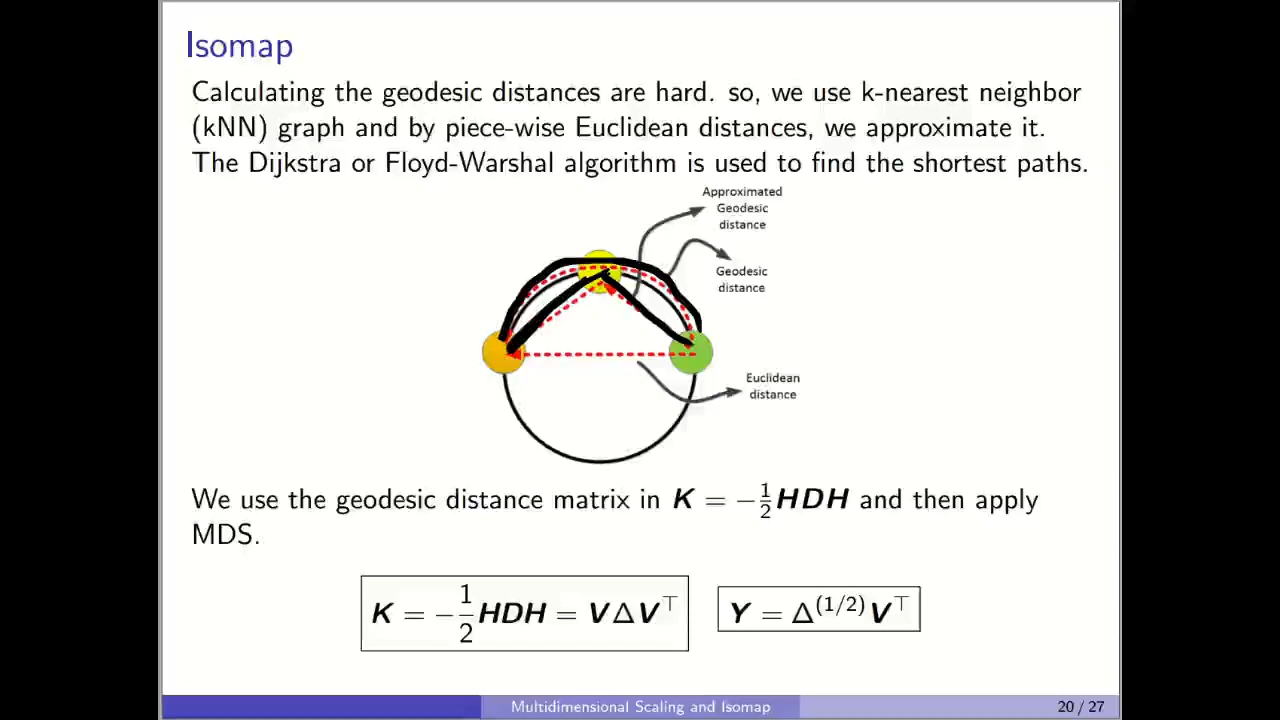 Isomap
Calculating the geodesic distances are hard. so, we use k-nearest neighbor
(kNN) graph and by piece-wise Euclidean distances, we approximate it.
The Dijkstra or Floyd-Warshal algorithm is used to find the shortest paths.
Approximated
Geodesic
distance
Geodesic
distance
Euclidean
distance
We use the geodesic distance matrix in K = −½HDH and then apply
MDS.
K = −1/2 HDH = VΔV⊤
Y = Δ(1/2)V⊤
Multidimensional Scaling and Isomap
20 / 27